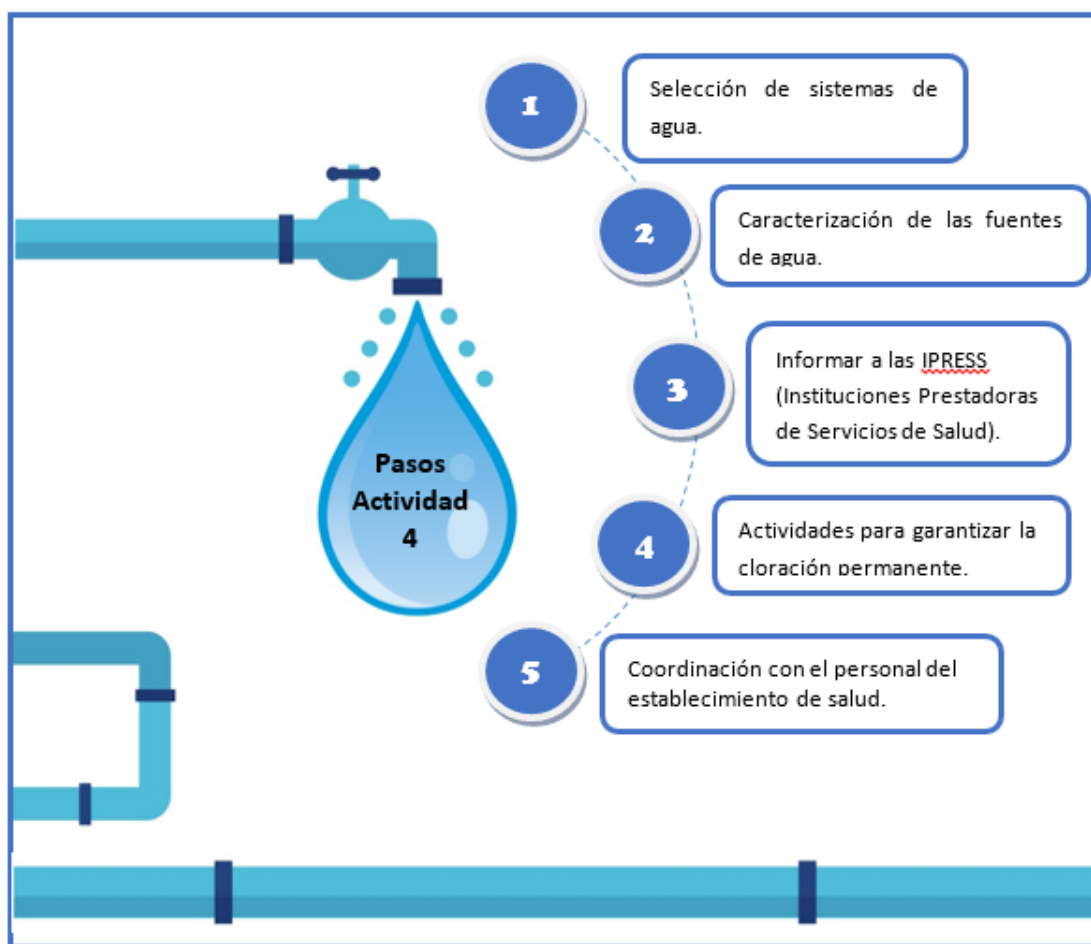 1
Selección de sistemas de
agua.
2
Caracterización de las fuentes
de agua.
3
Informar a las IPRESS
(Instituciones Prestadoras
de Servicios de Salud).
Pasos
Actividad
4
4
Actividades para garantizar la
cloración permanente.
5
Coordinación con el personal del
establecimiento de salud.